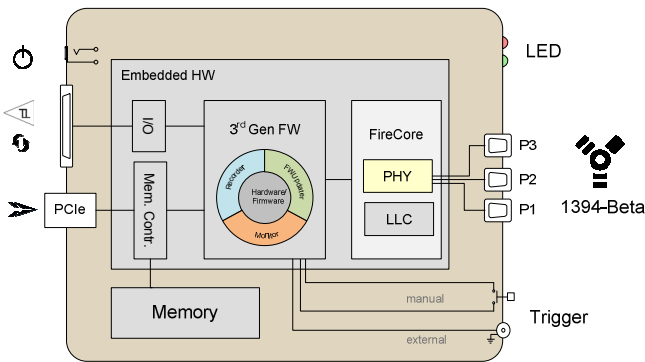 LED
Embedded HW
I/O
3rd Gen FW
FireCore
Recorder
FWUpdater
Hardware/
Firmware
Monitor
PHY
LLC
P3
P2
P1
1394-Beta
PCIe
Mem. Contr.
Memory
manual
external
Trigger